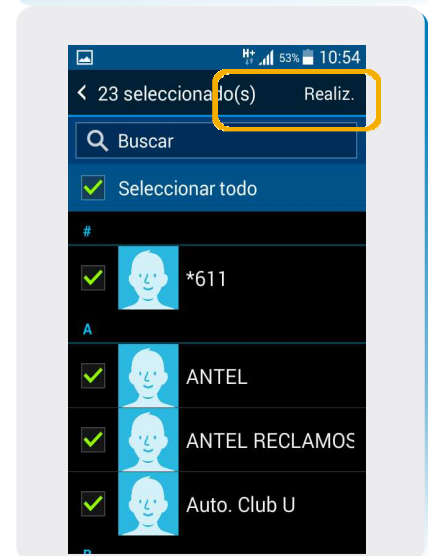 H+ 53% 10:54
< 23 seleccionado(s) Realiz.
Buscar
Seleccionar todo
#
*611
A
ANTEL
ANTEL RECLAMOS
Auto. Club U